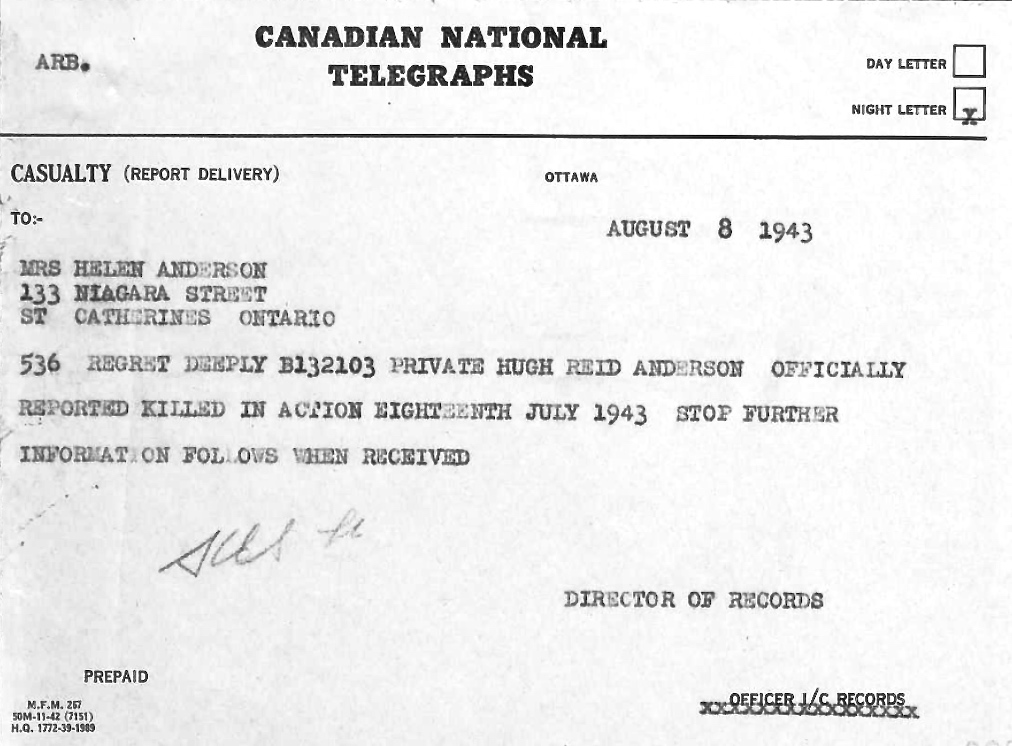 ARB.
CANADIAN NATIONAL
TELEGRAPHS
DAY LETTER
NIGHT LETTER X
CASUALTY (REPORT DELIVERY)
OTTAWA
TO:-
AUGUST 8 1943
MRS HELEN ANDERSON
133 NIAGARA STREET
ST CATHERINES ONTARIO
536 REGRET DEEPLY B132103 PRIVATE HUGH REID ANDERSON OFFICIALLY
REPORTED KILLED IN ACTION EIGHTEENTH JULY 1943 STOP FURTHER
INFORMATION FOLLOWS WHEN RECEIVED
DIRECTOR OF RECORDS
PREPAID
M.F.M. 267
50M-11-42 (7151)
H.Q. 1772-39-1989
OFFICER I/C RECORDS